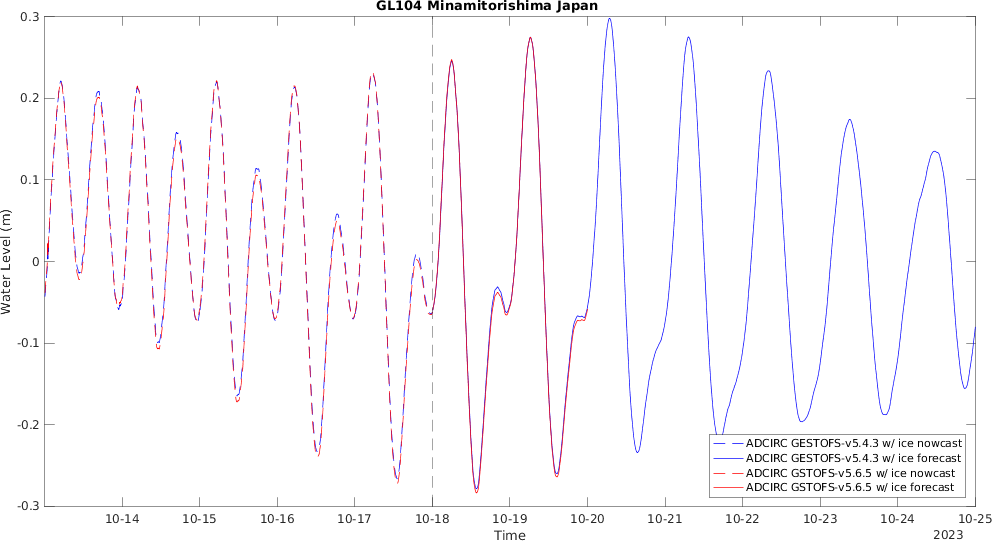 GL104 Minamitorishima Japan
0.3
0.2
0.1
0
-0.1
-0.2
-0.3
Water Level (m)
10-14 10-15 10-16 10-17 10-18 10-19 10-20 10-21 10-22 10-23 10-24 10-25
Time
2023
ADCIRC GESTOFS-v5.4.3 w/ ice nowcast
ADCIRC GESTOFS-v5.4.3 w/ ice forecast
ADCIRC GSTOFS-v5.6.5 w/ ice nowcast
ADCIRC GSTOFS-v5.6.5 w/ ice forecast